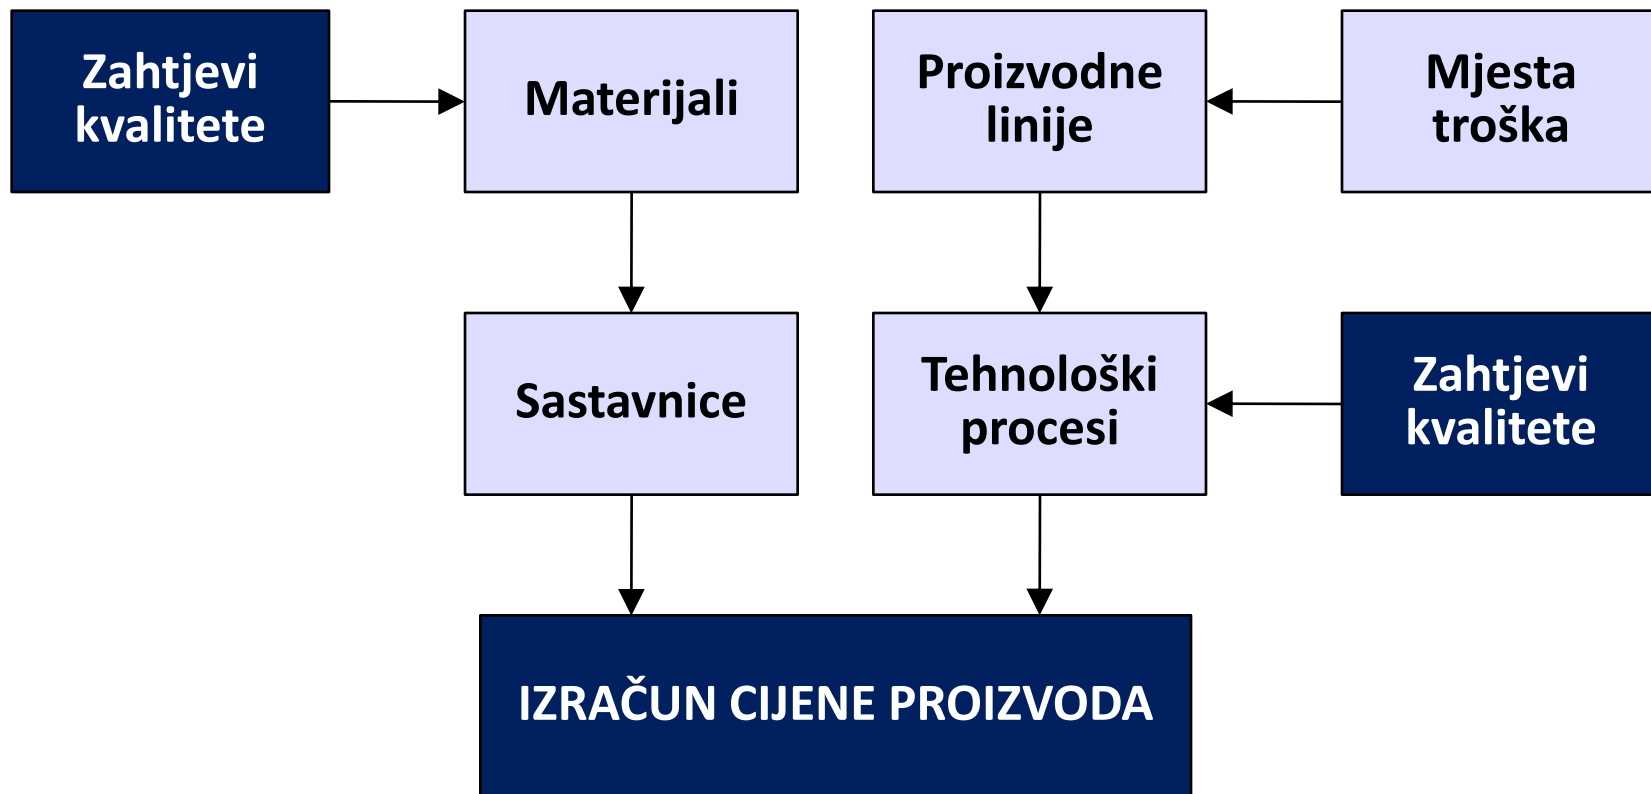 Zahtjevi
kvalitete
Materijali
Proizvodne
linije
Mjesta
troška
Sastavnice
Tehnološki
procesi
Zahtjevi
kvalitete
IZRAČUN CIJENE PROIZVODA